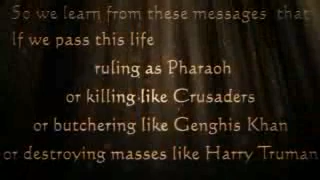 So we learn from these messages that
If we pass this life
ruling as Pharaoh
or killing like Crusaders
or butchering like Genghis Khan
or destroying masses like Harry Truman